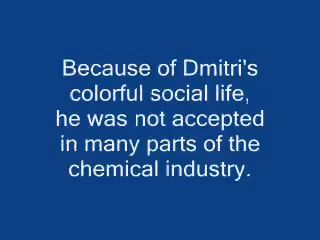 Because of Dmitri's
colorful social life,
he was not accepted
in many parts of the
chemical industry.